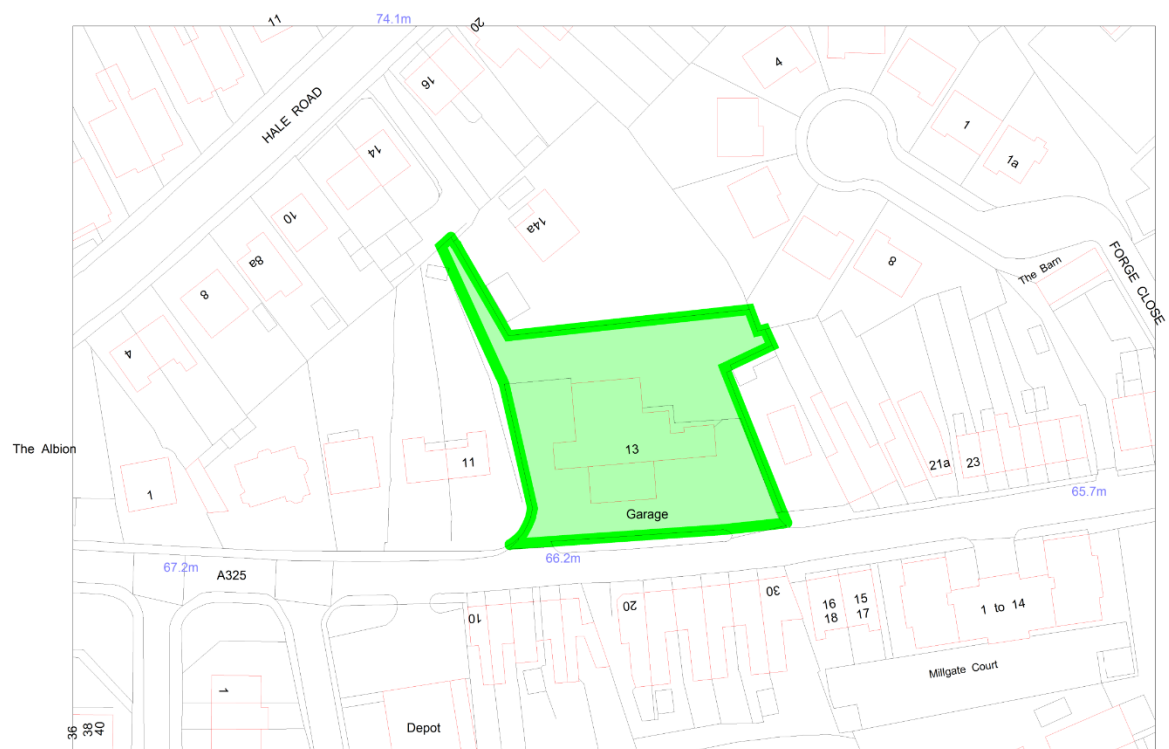 11
74.1m
20
16
4
HALE ROAD
1
1a
14
14a
10
8a
8
8
FORGE CLOSE
The Barn
4
The Albion
1
11
13
21a
23
65.7m
Garage
66.2m
67.2m
A325
10
20
30
16
18
15
17
1 to 14
Millgate Court
1
36
38
40
Depot